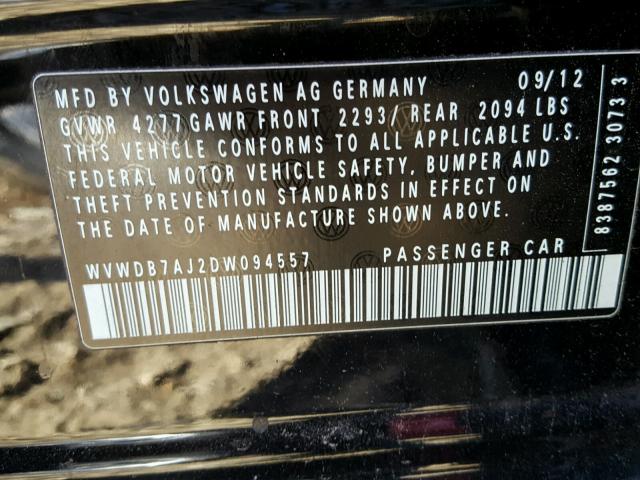 MFD BY VOLKSWAGEN AG GERMANY 09/12
GVWR 4277 GAWR FRONT 2293/ REAR 2094 LBS
THIS VEHICLE CONFORMS TO ALL APPLICABLE U.S.
FEDERAL MOTOR VEHICLE SAFETY, BUMPER AND
THEFT PREVENTION STANDARDS IN EFFECT ON
THE DATE OF MANUFACTURE SHOWN ABOVE.
WVWDB7AJ2DW094557 PASSENGER CAR
8387562 3073 3